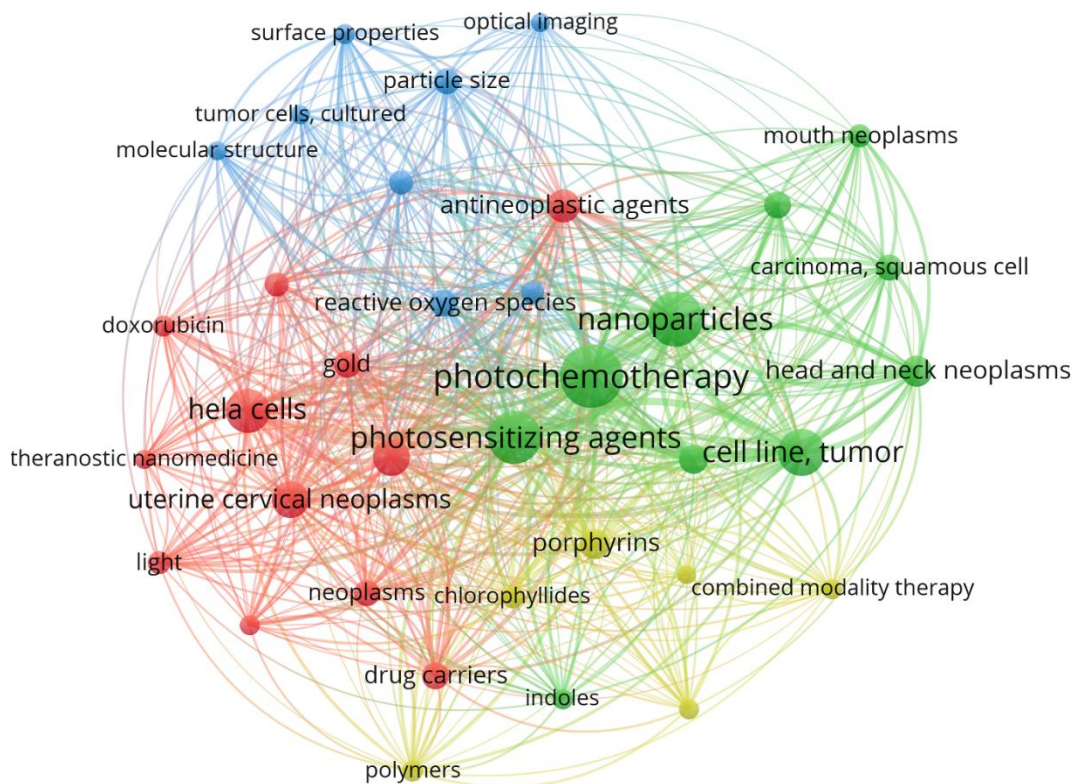 optical imaging
surface properties
particle size
tumor cells, cultured
mouth neoplasms
molecular structure
antineoplastic agents
carcinoma, squamous cell
reactive oxygen species
nanoparticles
doxorubicin
gold
photochemotherapy
head and neck neoplasms
hela cells
photosensitizing agents
cell line, tumor
theranostic nanomedicine
uterine cervical neoplasms
porphyrins
light
combined modality therapy
neoplasms
chlorophyllides
drug carriers
indoles
polymers